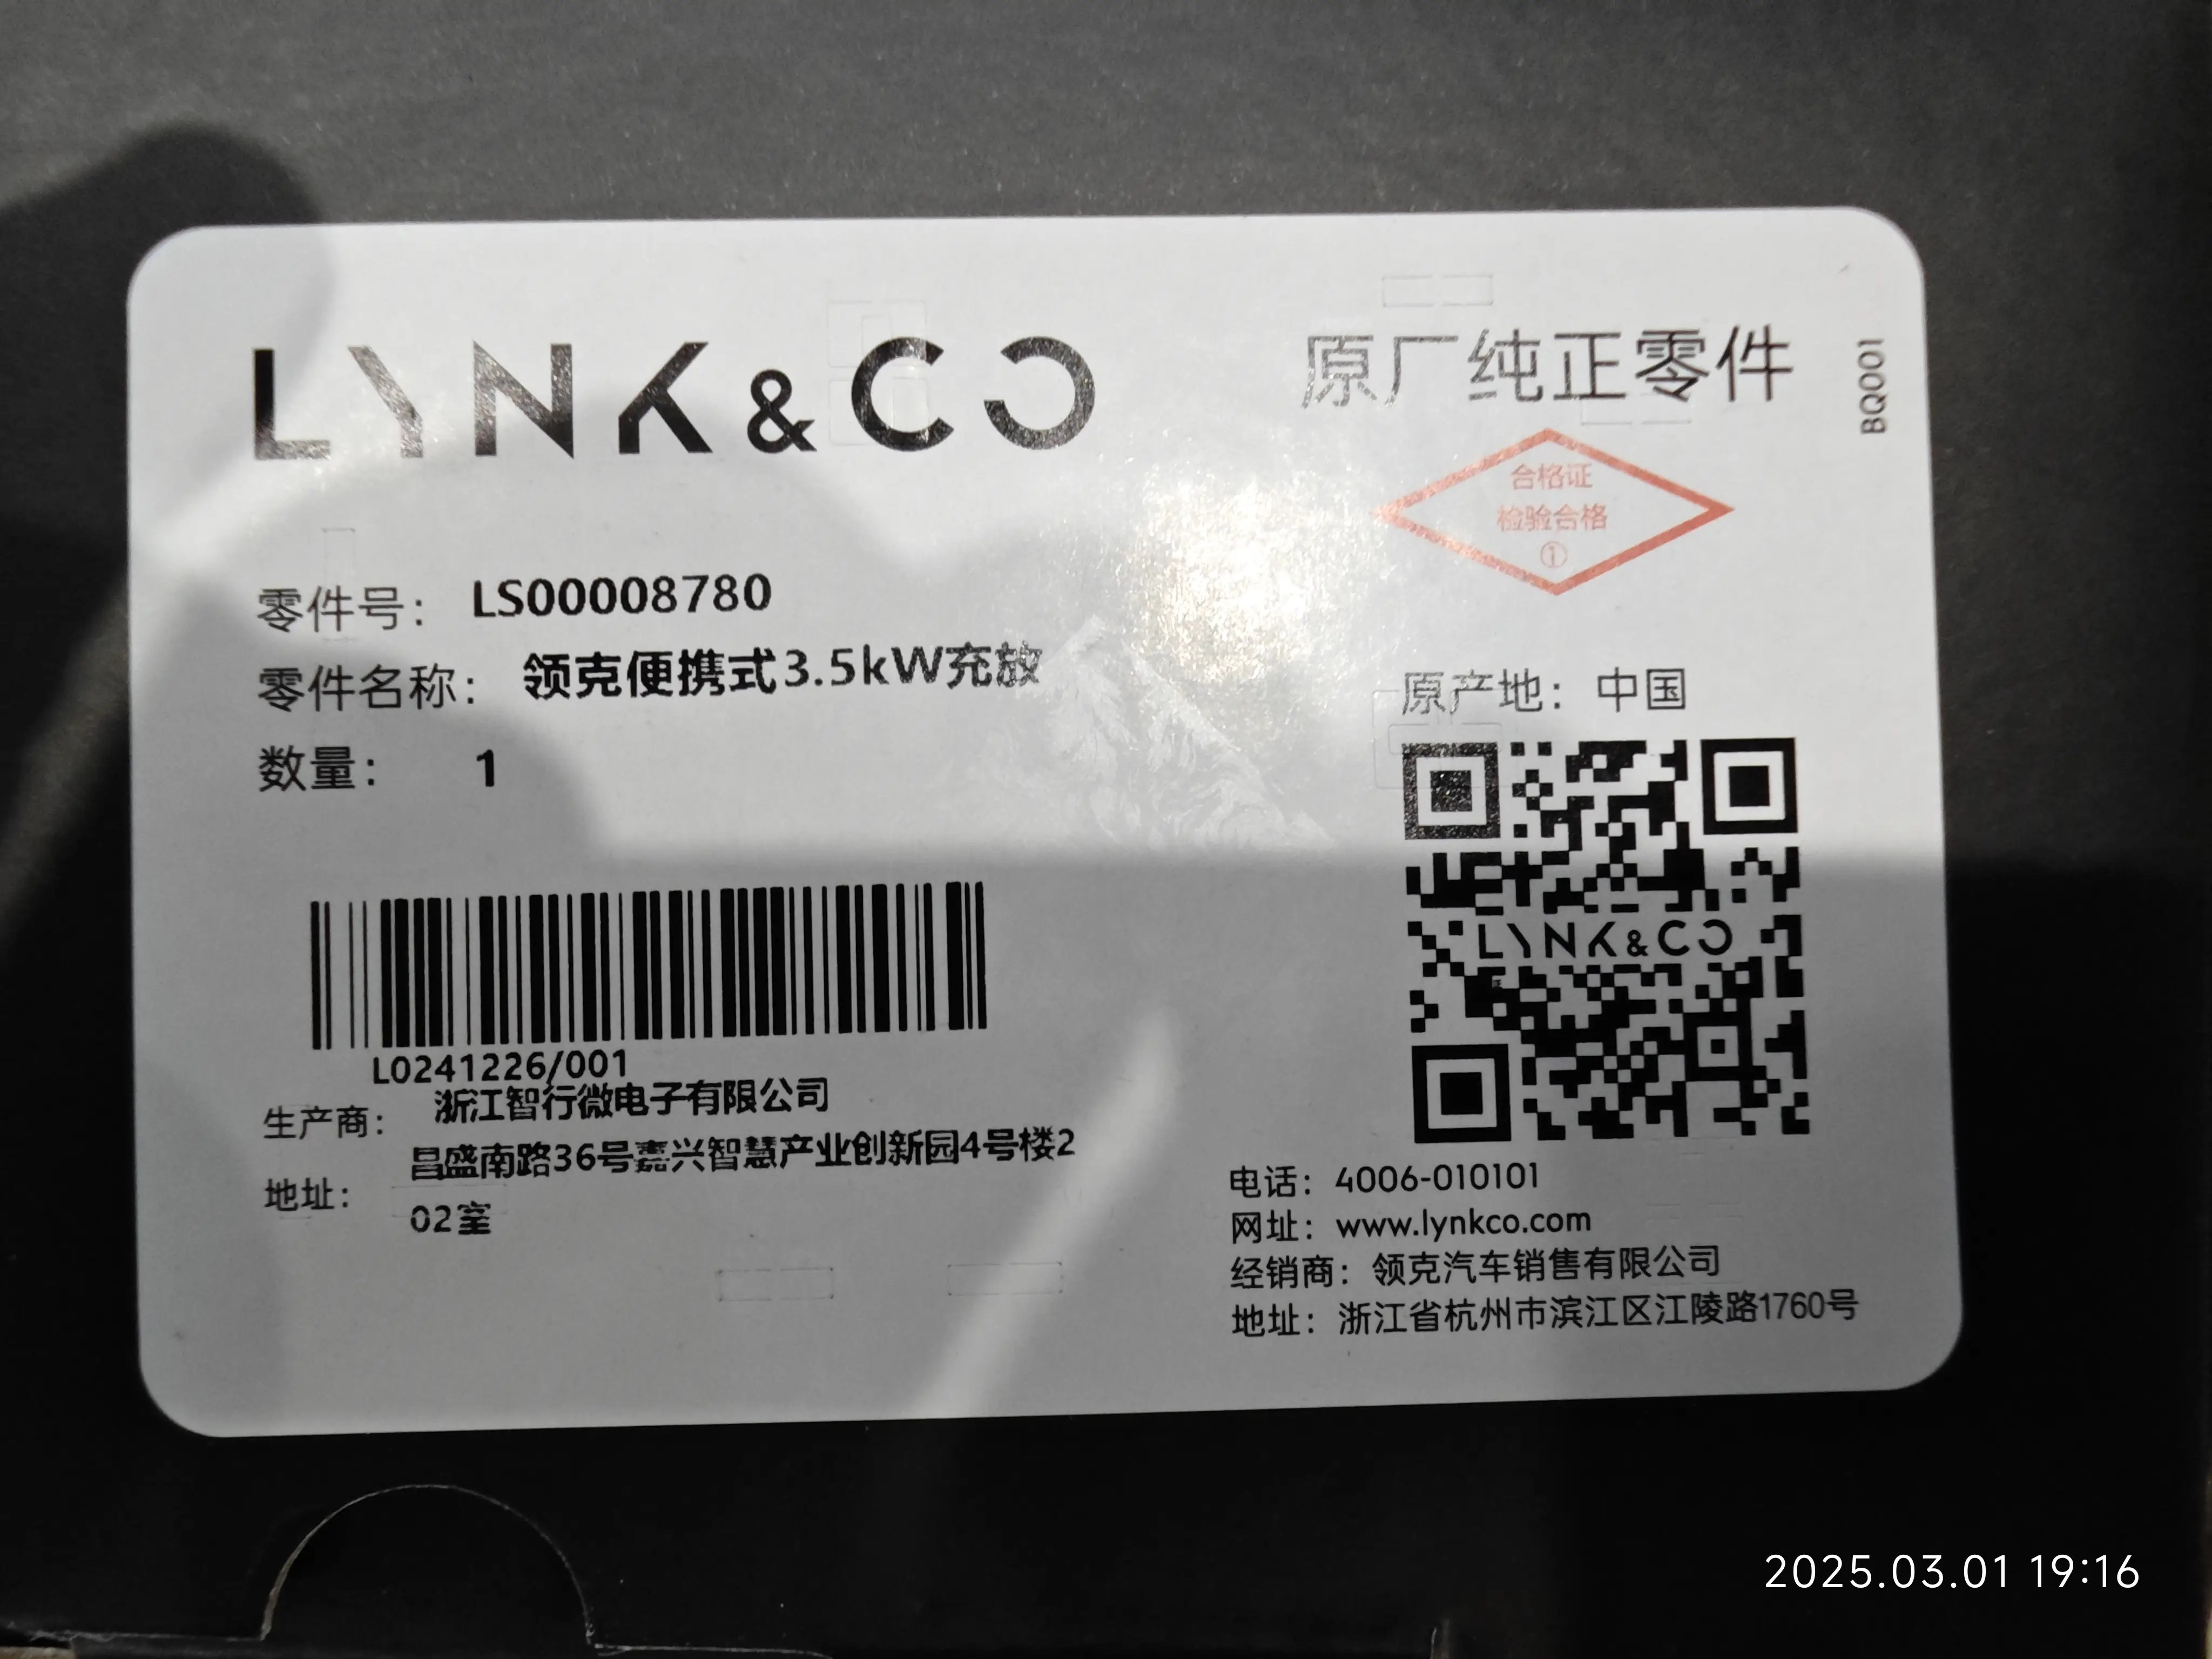 LYNK & CO
原厂纯正零件
BQ001
合格证
检验合格
①
零件号： LS00008780
零件名称： 领克便携式3.5kW充放
数量： 1
原产地：中国
LYNK & CO
L0241226/001
生产商： 浙江智行微电子有限公司
地址： 昌盛南路36号嘉兴智慧产业创新园4号楼2
02室
电话：4006-010101
网址：www.lynkco.com
经销商：领克汽车销售有限公司
地址：浙江省杭州市滨江区江陵路1760号
2025.03.01 19:16